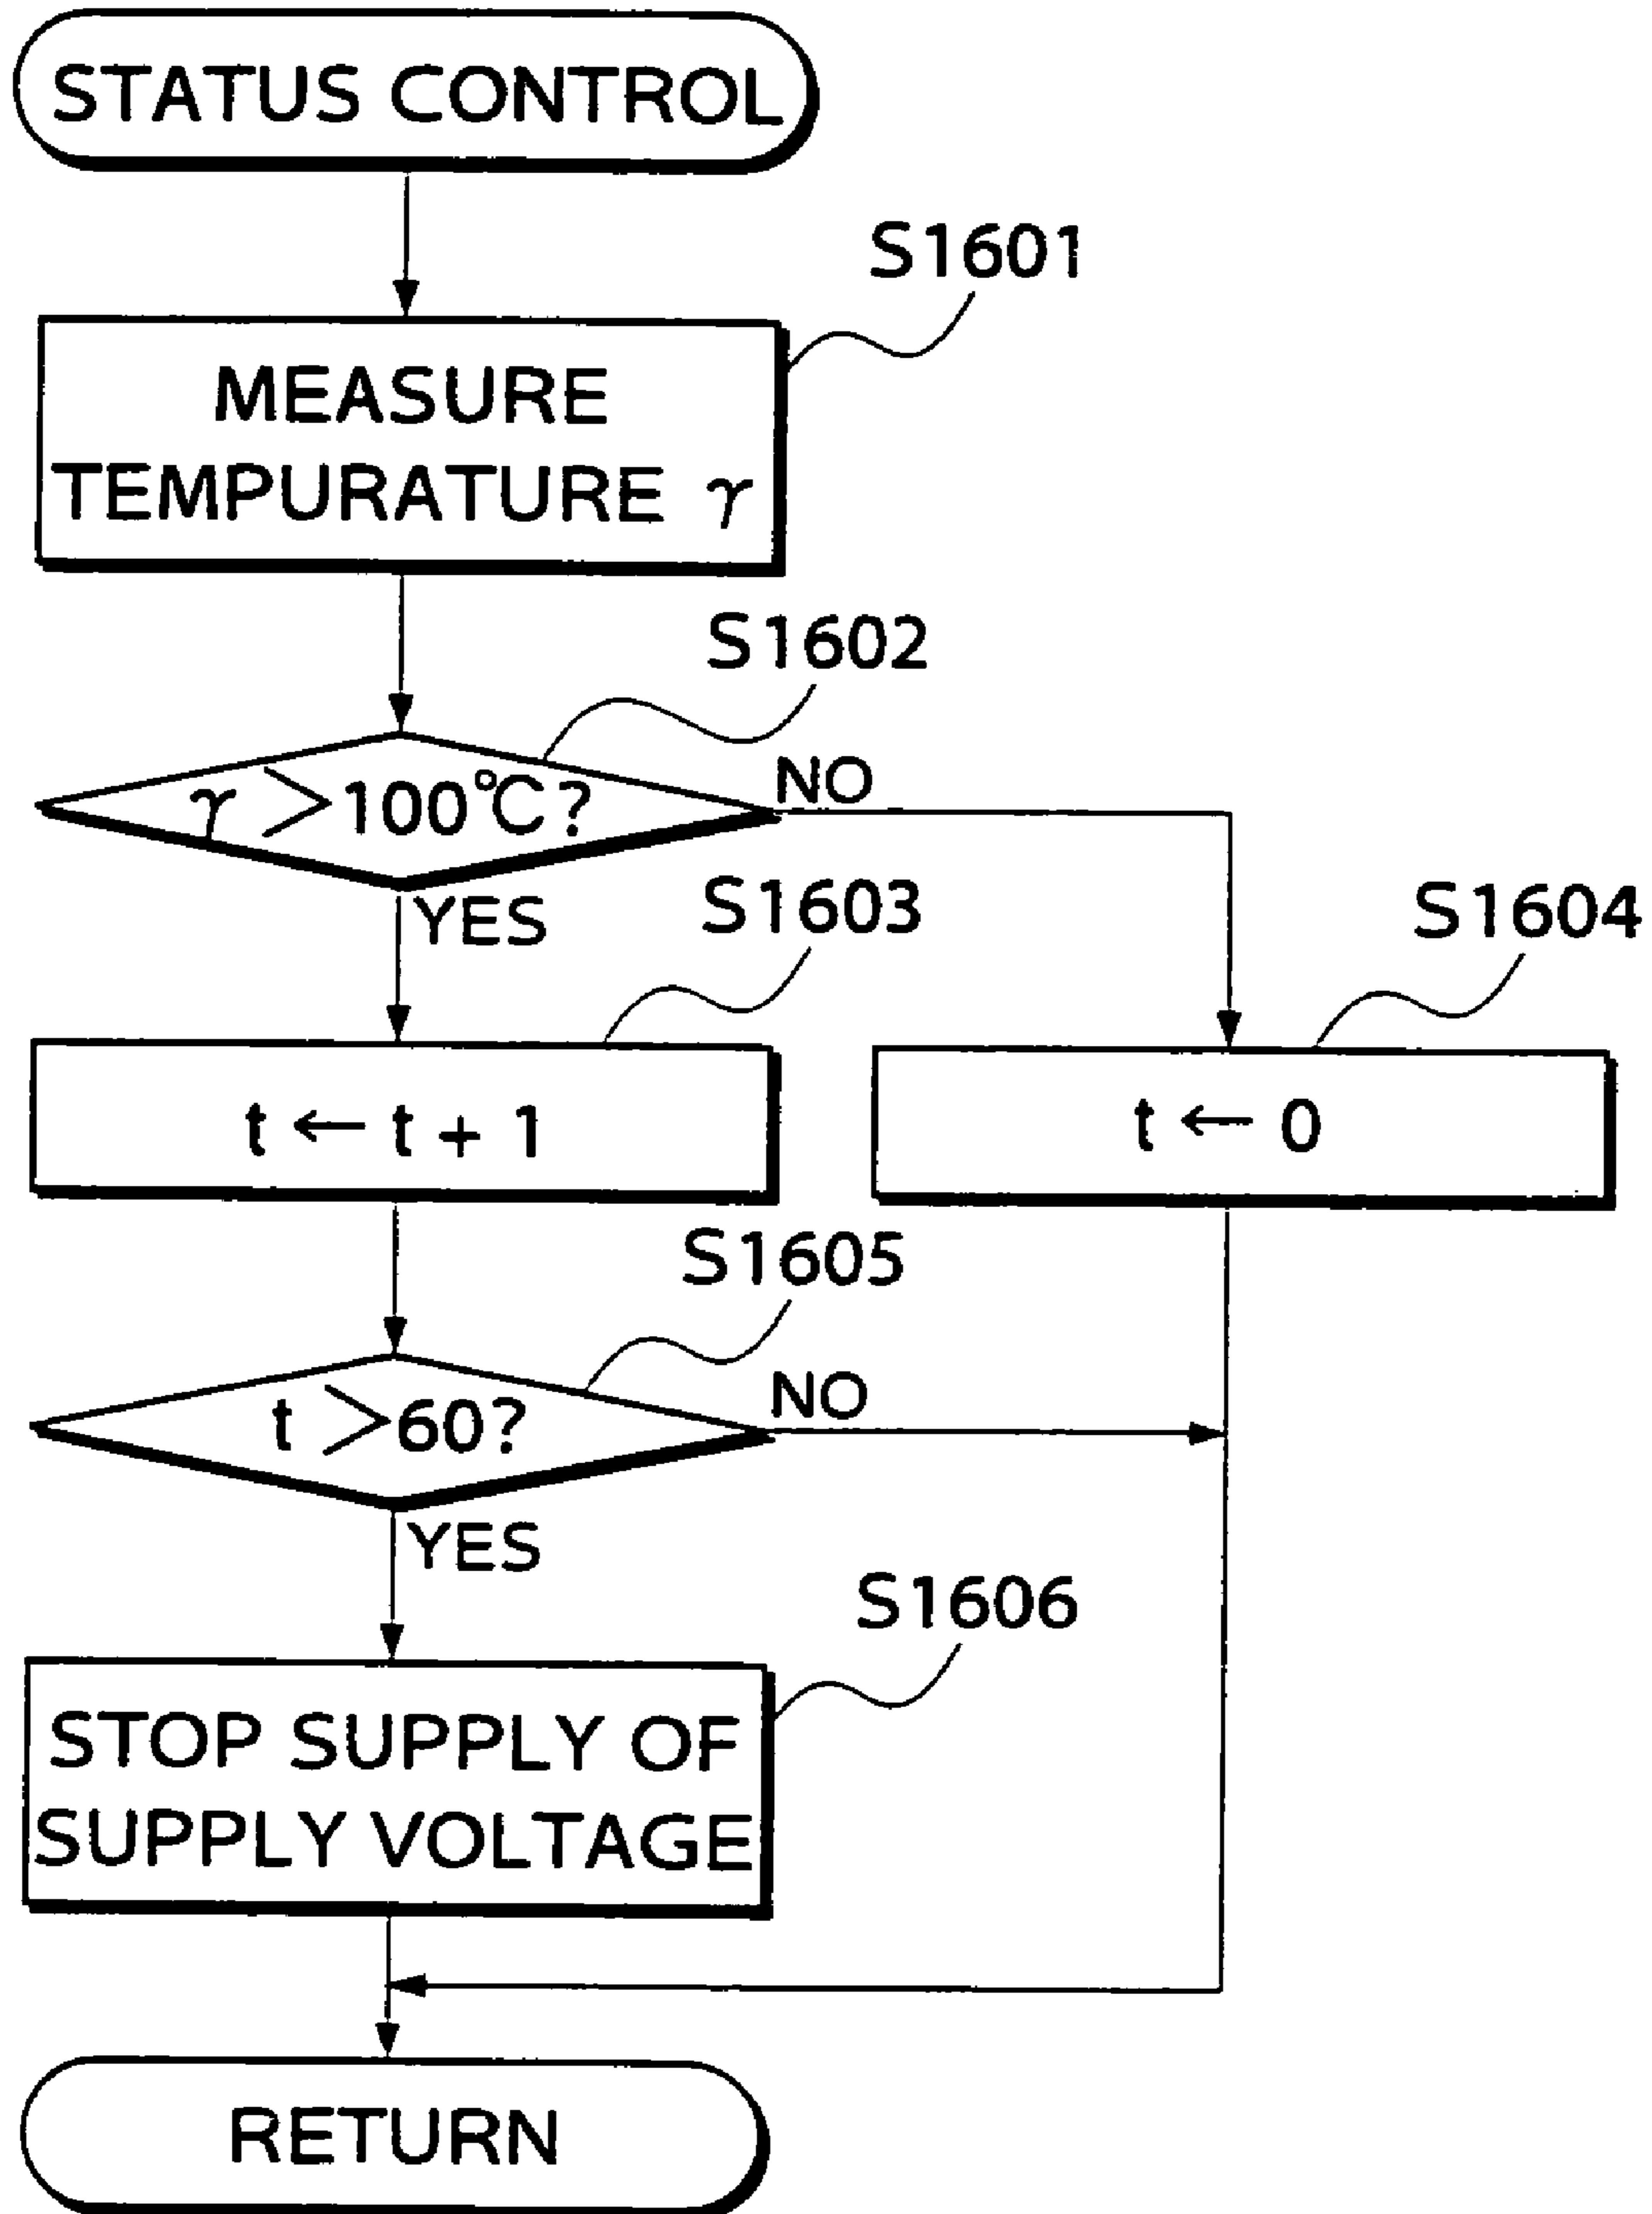 STATUS CONTROL
S1601
MEASURE
TEMPURATURE γ
S1602
γ >100℃?
NO
YES
S1603
S1604
t ← t + 1
t ← 0
S1605
t >60?
NO
YES
S1606
STOP SUPPLY OF
SUPPLY VOLTAGE
RETURN